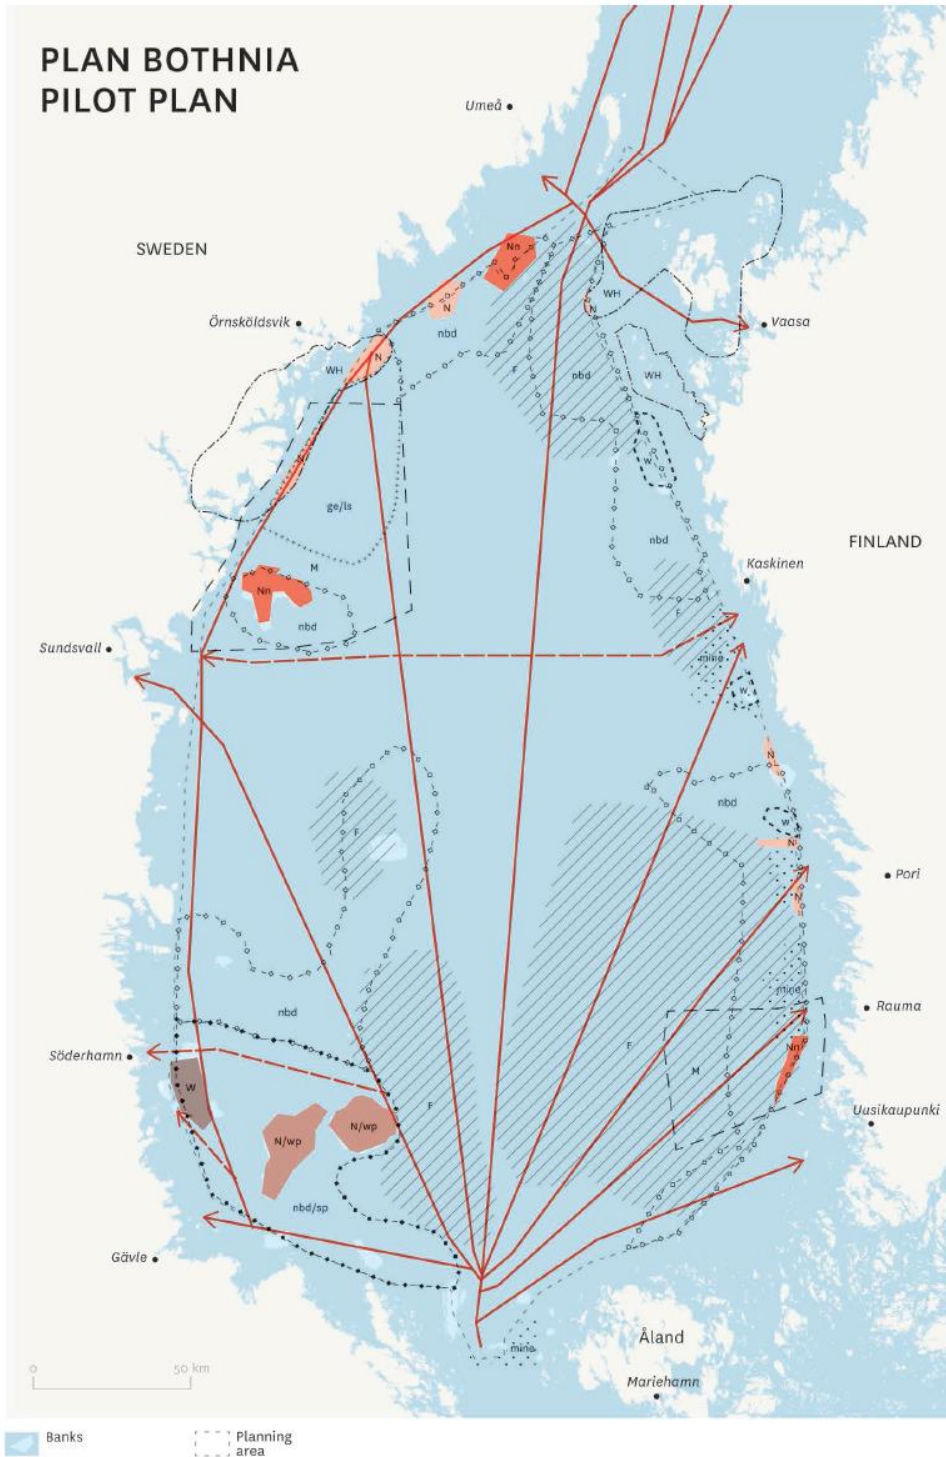 PLAN BOTHNIA
PILOT PLAN
Umeå
SWEDEN
Nn
WH
N
N
Örnsköldsvik
Vaasa
nbd
N
WH
F
nbd
WH
N
w
ge/ls
FINLAND
nbd
Kaskinen
M
Nn
nbd
F
Sundsvall
mine
w
N
nbd
w
F
N
Pori
N
mine
Rauma
nbd
F
Nn
Söderhamn
M
W
F
Uusikaupunki
N/wp
N/wp
nbd/sp
Gävle
Åland
mine
0
50 km
Mariehamn
Banks
Planning
area